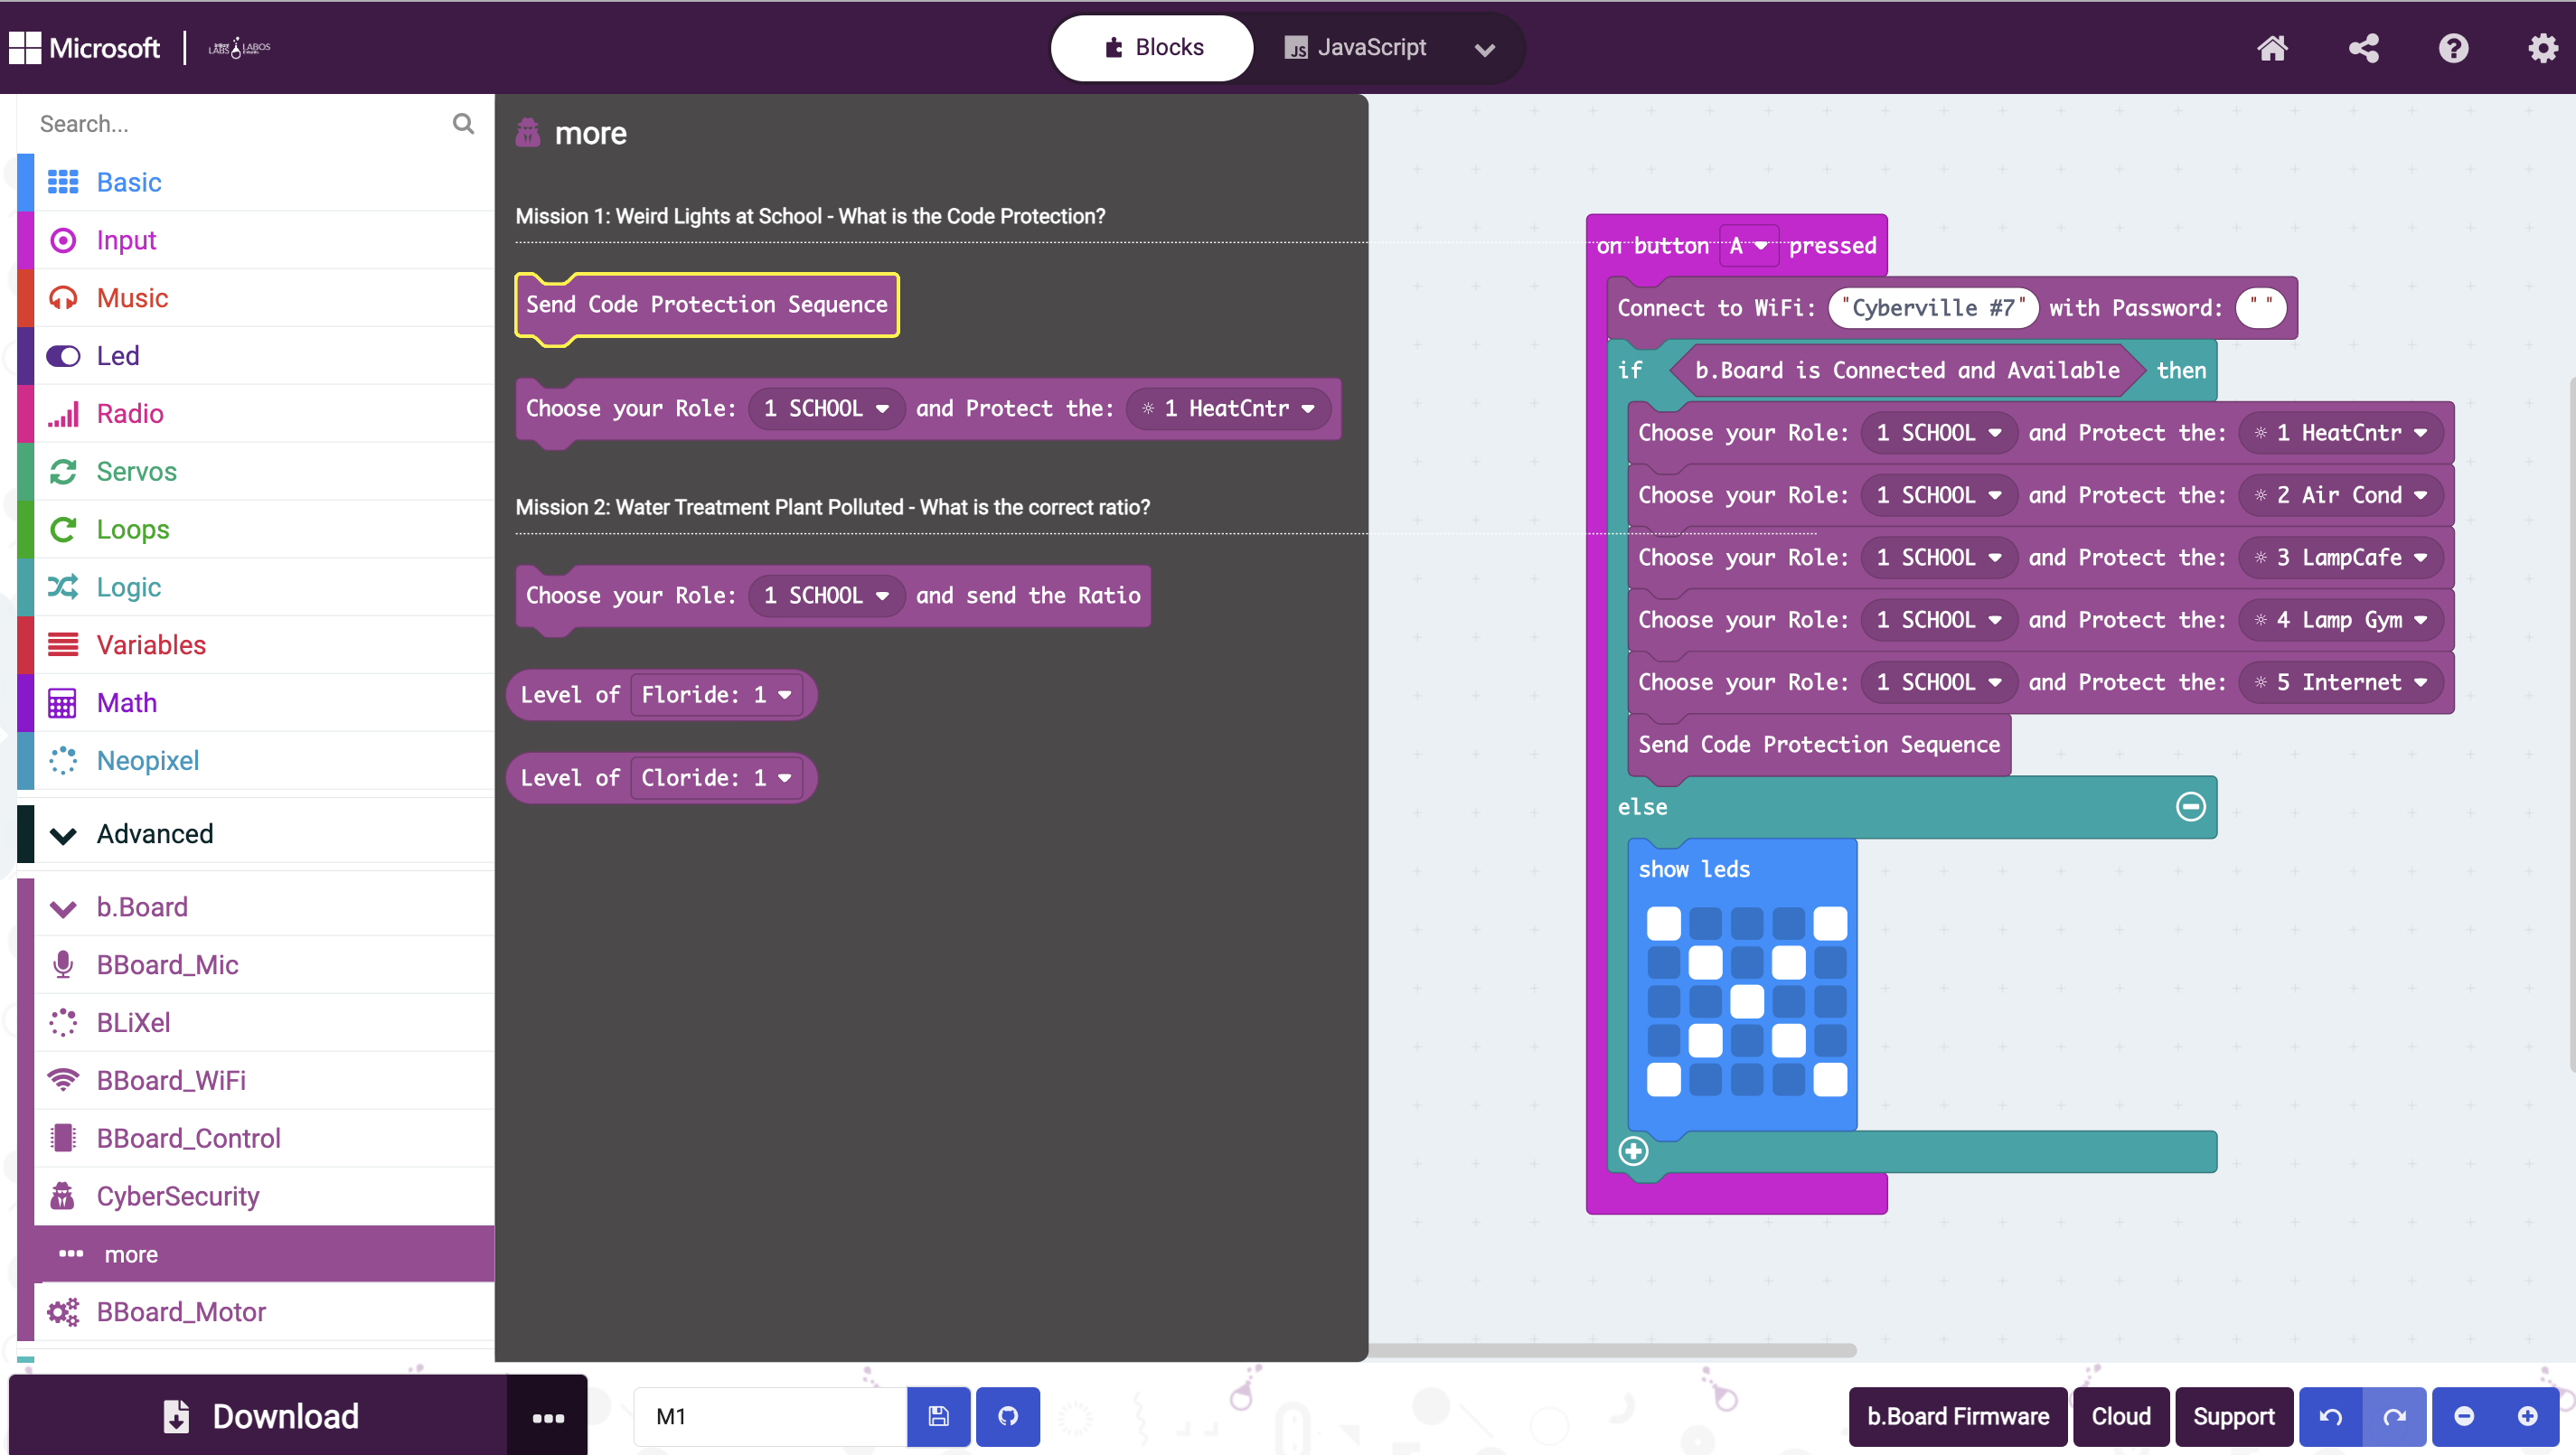 Microsoft
LABS LABOS
Blocks
JS JavaScript
Search...
Basic
Input
Music
Led
Radio
Servos
Loops
Logic
Variables
Math
Neopixel
Advanced
b.Board
BBoard_Mic
BLiXel
BBoard_WiFi
BBoard_Control
CyberSecurity
more
BBoard_Motor
more
Mission 1: Weird Lights at School - What is the Code Protection?
Send Code Protection Sequence
Choose your Role: 1 SCHOOL and Protect the: 1 HeatCntr
Mission 2: Water Treatment Plant Polluted - What is the correct ratio?
Choose your Role: 1 SCHOOL and send the Ratio
Level of Floride: 1
Level of Cloride: 1
on button A pressed
Connect to WiFi: "Cyberville #7" with Password: " "
if b.Board is Connected and Available then
Choose your Role: 1 SCHOOL and Protect the: 1 HeatCntr
Choose your Role: 1 SCHOOL and Protect the: 2 Air Cond
Choose your Role: 1 SCHOOL and Protect the: 3 LampCafe
Choose your Role: 1 SCHOOL and Protect the: 4 Lamp Gym
Choose your Role: 1 SCHOOL and Protect the: 5 Internet
Send Code Protection Sequence
else
show leds
Download
M1
b.Board Firmware
Cloud
Support